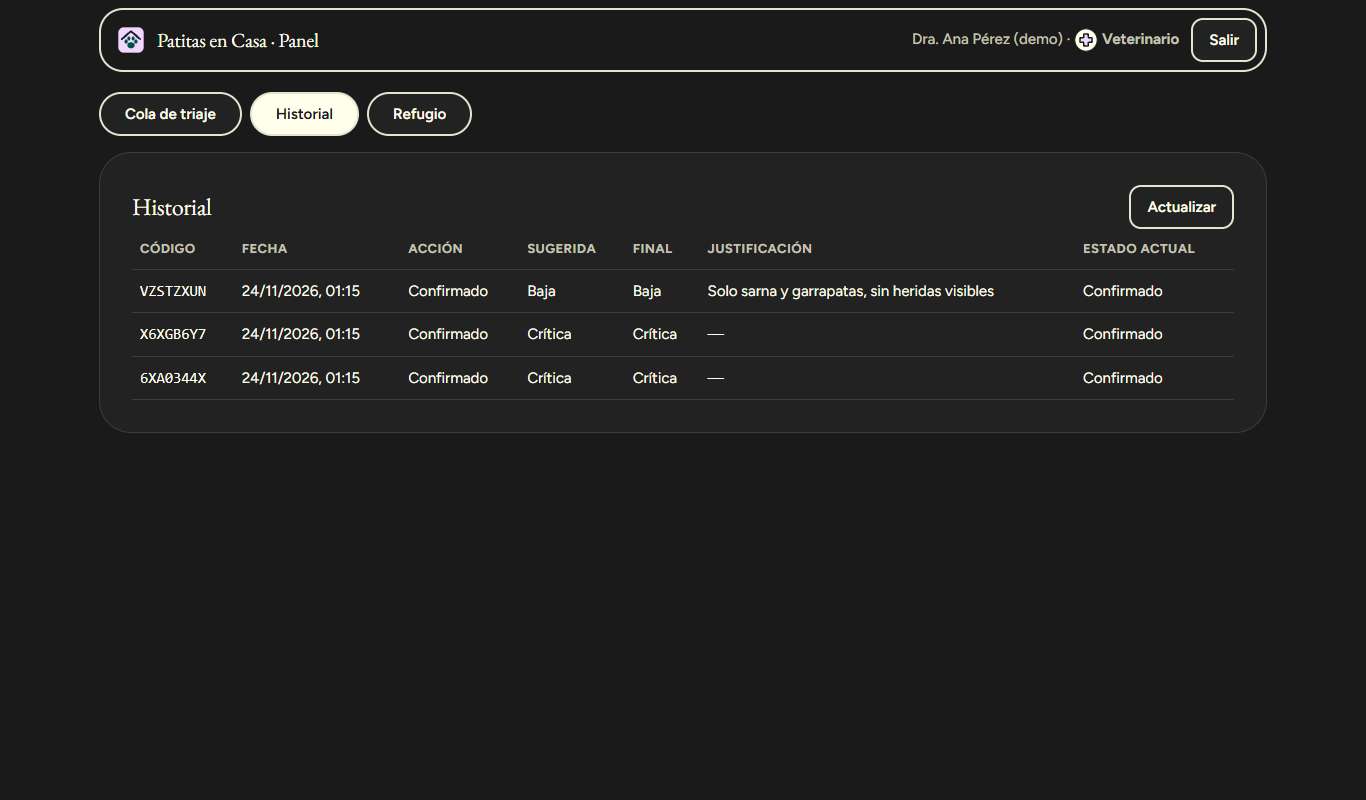 Patitas en Casa · Panel
Dra. Ana Pérez (demo) · Veterinario
Salir
Cola de triaje
Historial
Refugio
Historial
Actualizar
CÓDIGO FECHA ACCIÓN SUGERIDA FINAL JUSTIFICACIÓN ESTADO ACTUAL
VZSTZXUN 24/11/2026, 01:15 Confirmado Baja Baja Solo sarna y garrapatas, sin heridas visibles Confirmado
X6XGB6Y7 24/11/2026, 01:15 Confirmado Crítica Crítica — Confirmado
6XA0344X 24/11/2026, 01:15 Confirmado Crítica Crítica — Confirmado